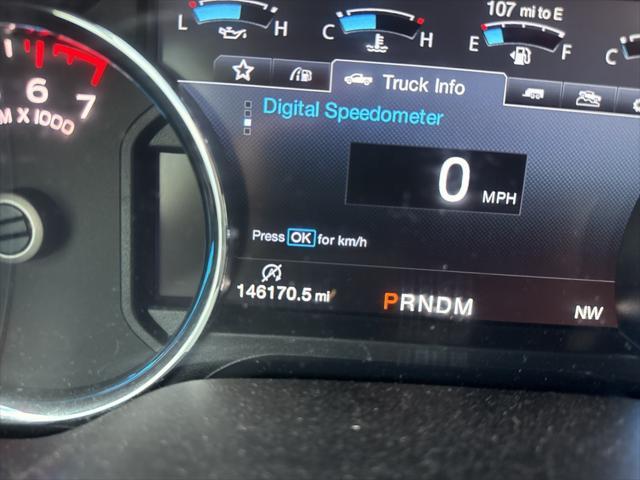 107 mi to E
L H C H E F C
Truck Info
6 7
M X 1000
Digital Speedometer
0 MPH
Press OK for km/h
146170.5 mi PRNDM NW